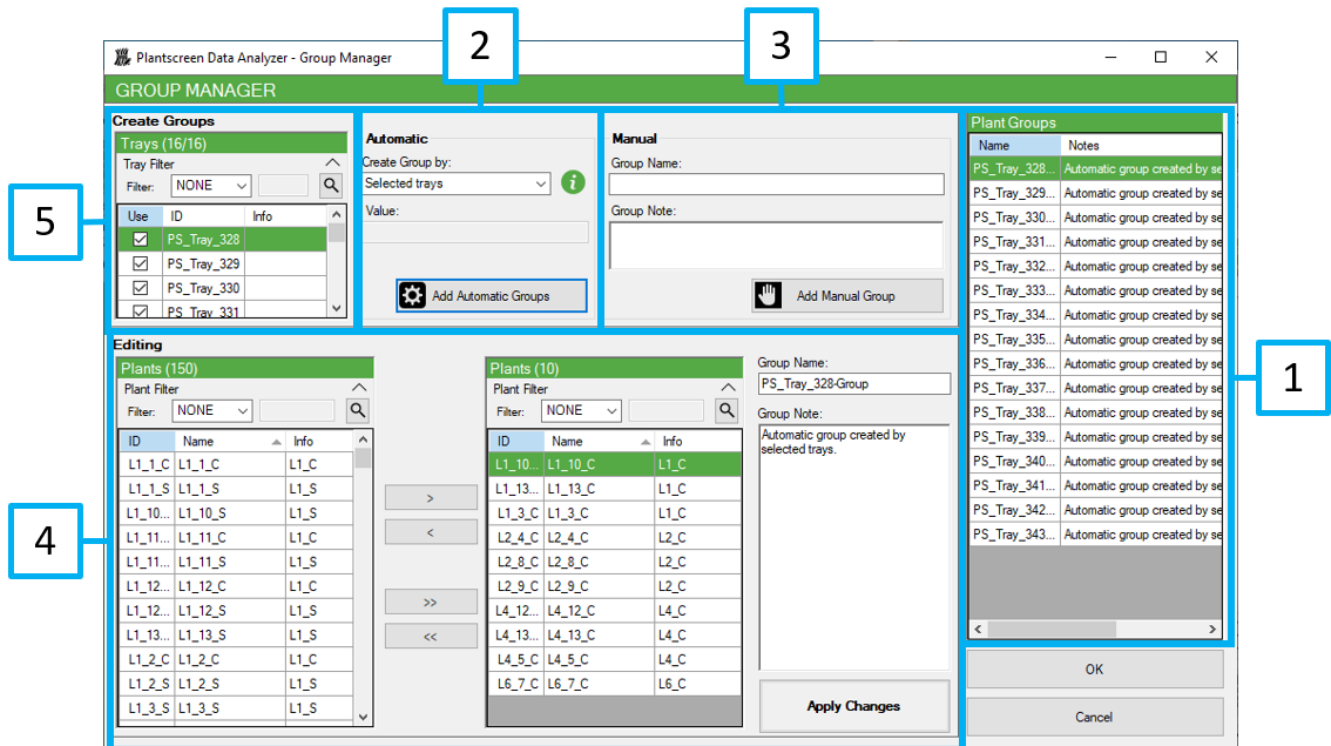 2
3
Plantscreen Data Analyzer - Group Manager
GROUP MANAGER
5
Create Groups
Trays (16/16)
Tray Filter
Filter: NONE
Use ID Info
PS_Tray_328
PS_Tray_329
PS_Tray_330
PS_Tray_331
Automatic
Create Group by:
Selected trays
i
Value:
Add Automatic Groups
Manual
Group Name:
Group Note:
Add Manual Group
Plant Groups
Name Notes
PS_Tray_328... Automatic group created by se
PS_Tray_329... Automatic group created by se
PS_Tray_330... Automatic group created by se
PS_Tray_331... Automatic group created by se
PS_Tray_332... Automatic group created by se
PS_Tray_333... Automatic group created by se
PS_Tray_334... Automatic group created by se
PS_Tray_335... Automatic group created by se
PS_Tray_336... Automatic group created by se
PS_Tray_337... Automatic group created by se
PS_Tray_338... Automatic group created by se
PS_Tray_339... Automatic group created by se
PS_Tray_340... Automatic group created by se
PS_Tray_341... Automatic group created by se
PS_Tray_342... Automatic group created by se
PS_Tray_343... Automatic group created by se
1
4
Editing
Plants (150)
Plant Filter
Filter: NONE
ID Name Info
L1_1_C L1_1_C L1_C
L1_1_S L1_1_S L1_S
L1_10... L1_10_S L1_S
L1_11... L1_11_C L1_C
L1_11... L1_11_S L1_S
L1_12... L1_12_C L1_C
L1_12... L1_12_S L1_S
L1_13... L1_13_S L1_S
L1_2_C L1_2_C L1_C
L1_2_S L1_2_S L1_S
L1_3_S L1_3_S L1_S
>
<
>>
<<
Plants (10)
Plant Filter
Filter: NONE
ID Name Info
L1_10... L1_10_C L1_C
L1_13... L1_13_C L1_C
L1_3_C L1_3_C L1_C
L2_4_C L2_4_C L2_C
L2_8_C L2_8_C L2_C
L2_9_C L2_9_C L2_C
L4_12... L4_12_C L4_C
L4_13... L4_13_C L4_C
L4_5_C L4_5_C L4_C
L6_7_C L6_7_C L6_C
Group Name:
PS_Tray_328-Group
Group Note:
Automatic group created by
selected trays.
Apply Changes
OK
Cancel